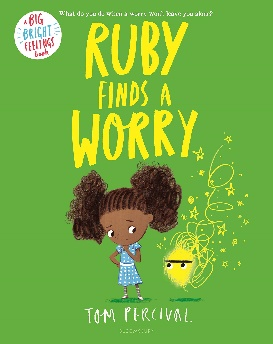 What do you do when a worry won't leave you alone?
A
BIG
BRIGHT
FEELINGS
book
RUBY
FINDS A
WORRY
TOM PERCIVAL
BLOOMSBURY